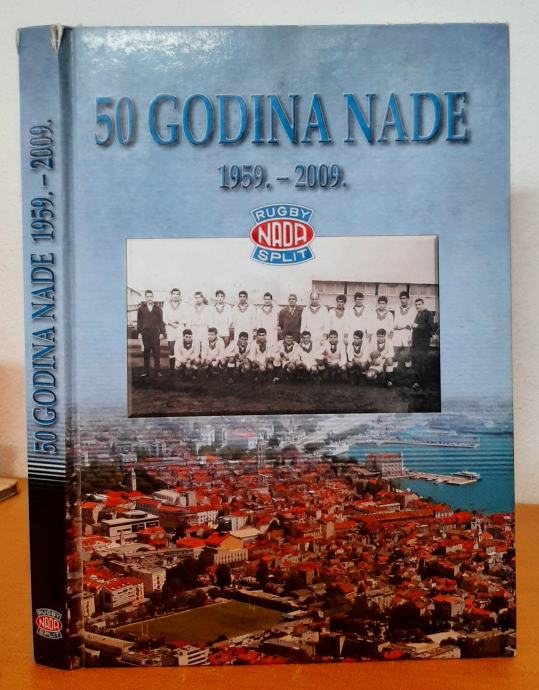 50 GODINA NADE
1959. – 2009.
RUGBY
NADA
SPLIT
50 GODINA NADE 1959. – 2009.
RUGBY
NADA
SPLIT